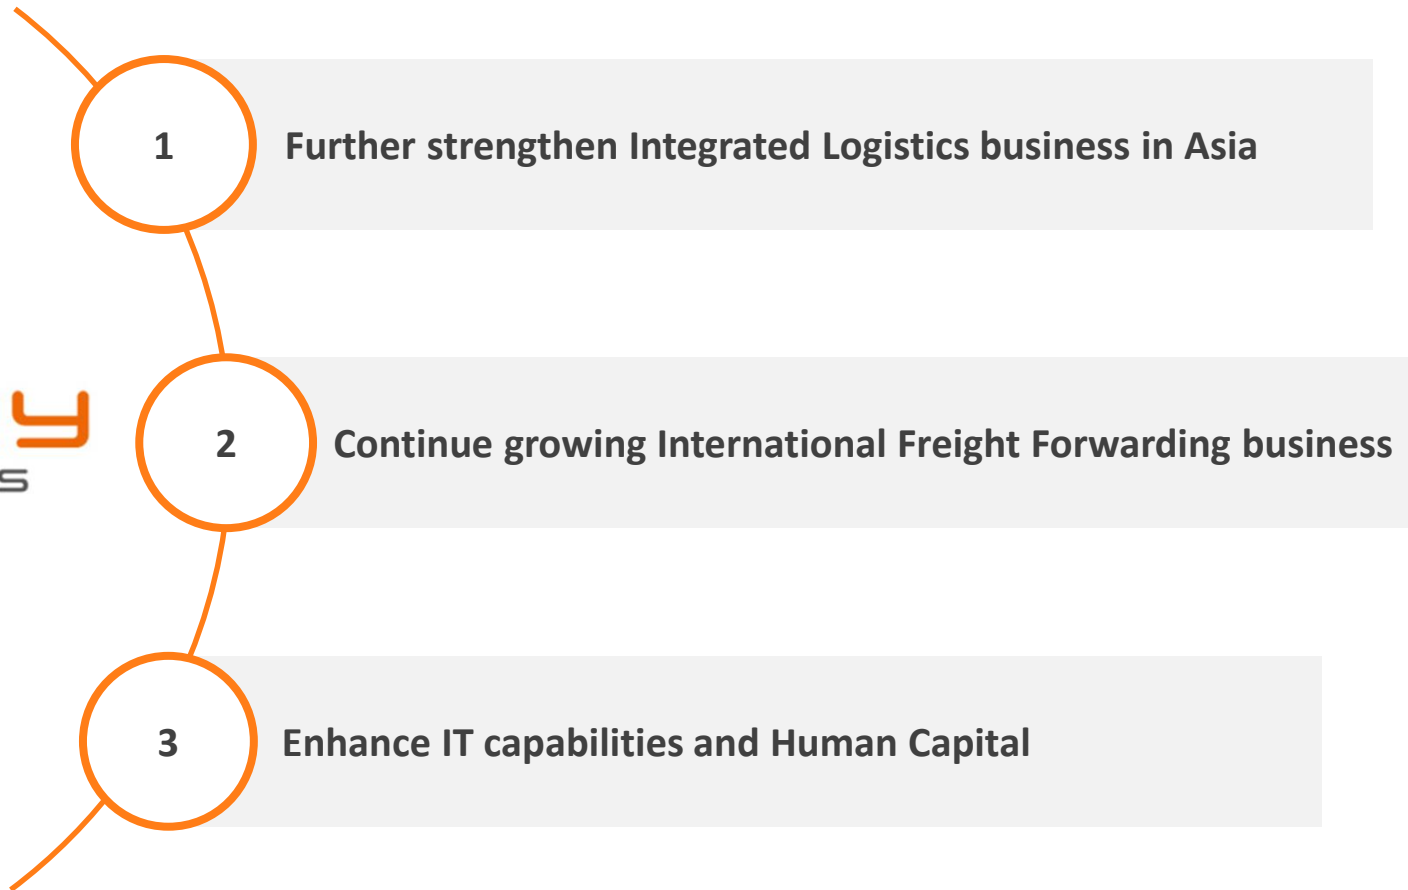 1
Further strengthen Integrated Logistics business in Asia
2
Continue growing International Freight Forwarding business
3
Enhance IT capabilities and Human Capital